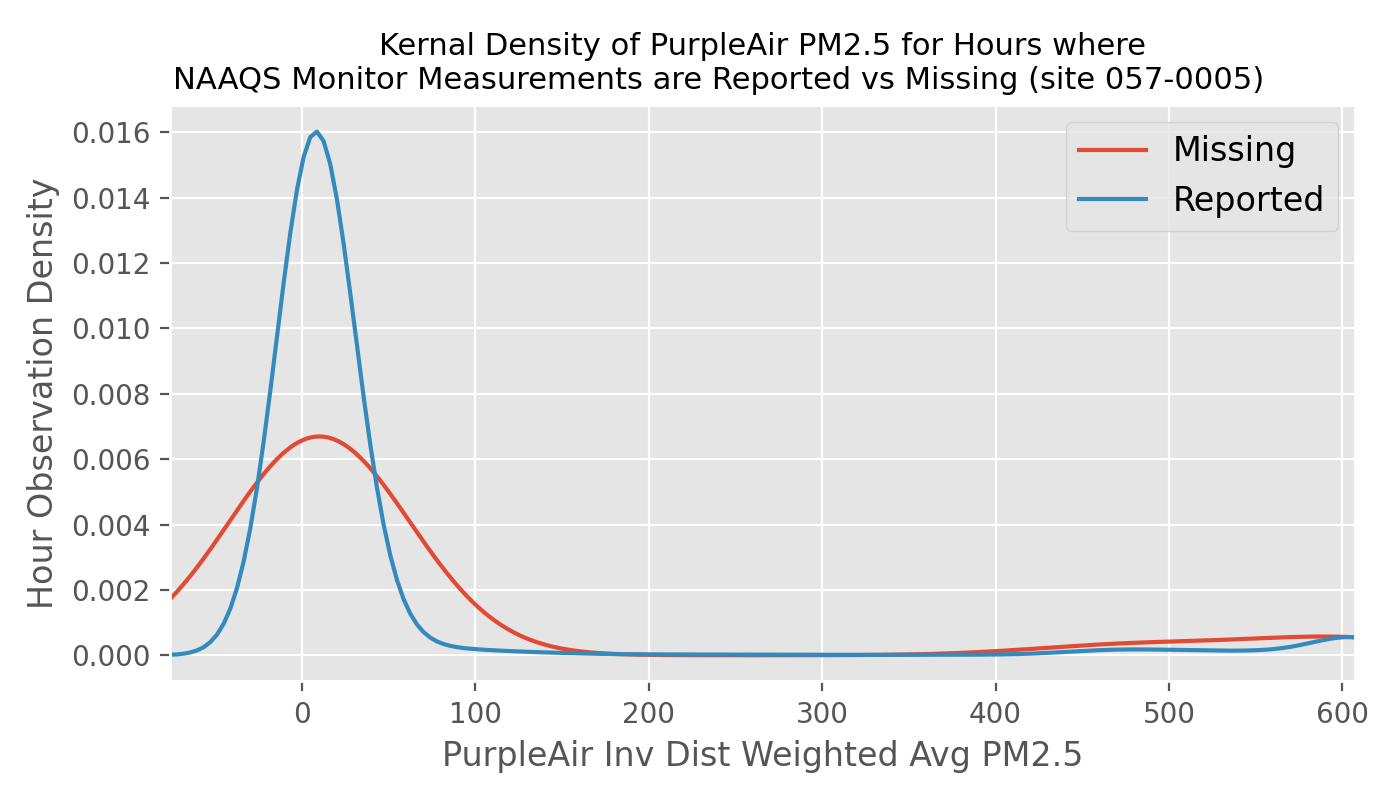 Kernal Density of PurpleAir PM2.5 for Hours where
NAAQS Monitor Measurements are Reported vs Missing (site 057-0005)
Hour Observation Density
0.016
0.014
0.012
0.010
0.008
0.006
0.004
0.002
0.000
Missing
Reported
0 100 200 300 400 500 600
PurpleAir Inv Dist Weighted Avg PM2.5